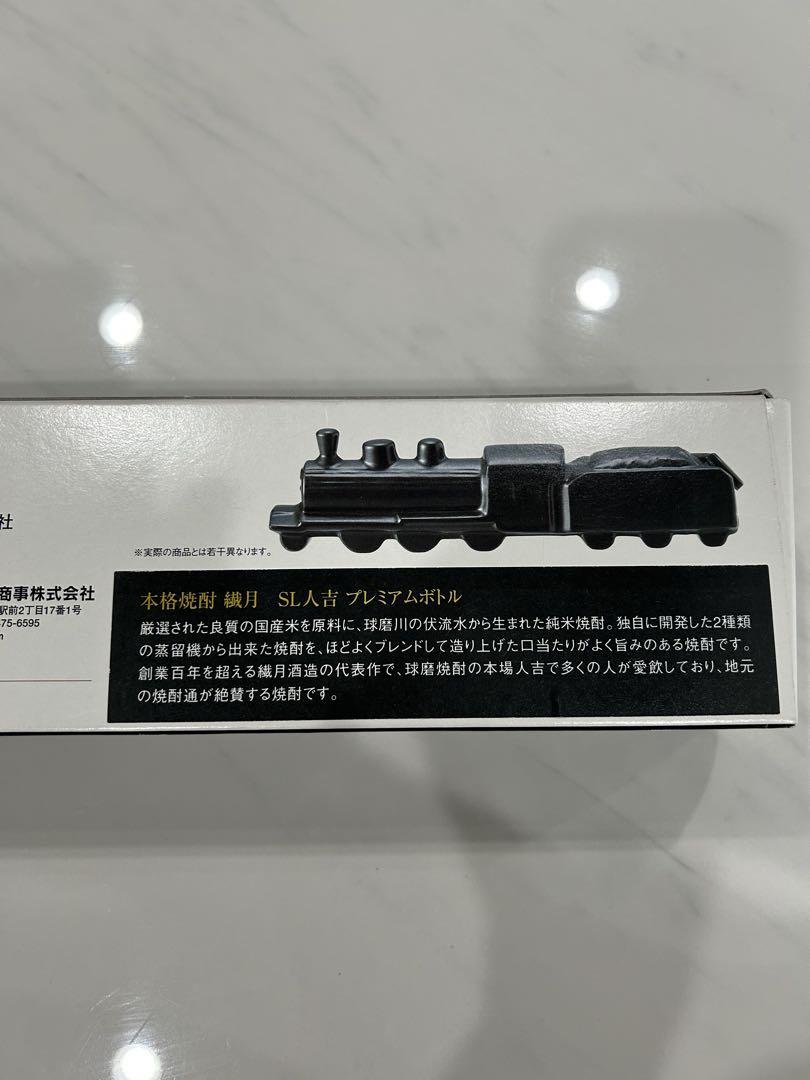 社
※実際の商品とは若干異なります。
商事株式会社
駅前2丁目17番1号
75-6595
本格焼酎 繊月 SL人吉 プレミアムボトル
厳選された良質の国産米を原料に、球磨川の伏流水から生まれた純米焼酎。独自に開発した2種類
の蒸留機から出来た焼酎を、ほどよくブレンドして造り上げた口当たりがよく旨みのある焼酎です。
創業百年を超える繊月酒造の代表作で、球磨焼酎の本場人吉で多くの人が愛飲しており、地元
の焼酎通が絶賛する焼酎です。